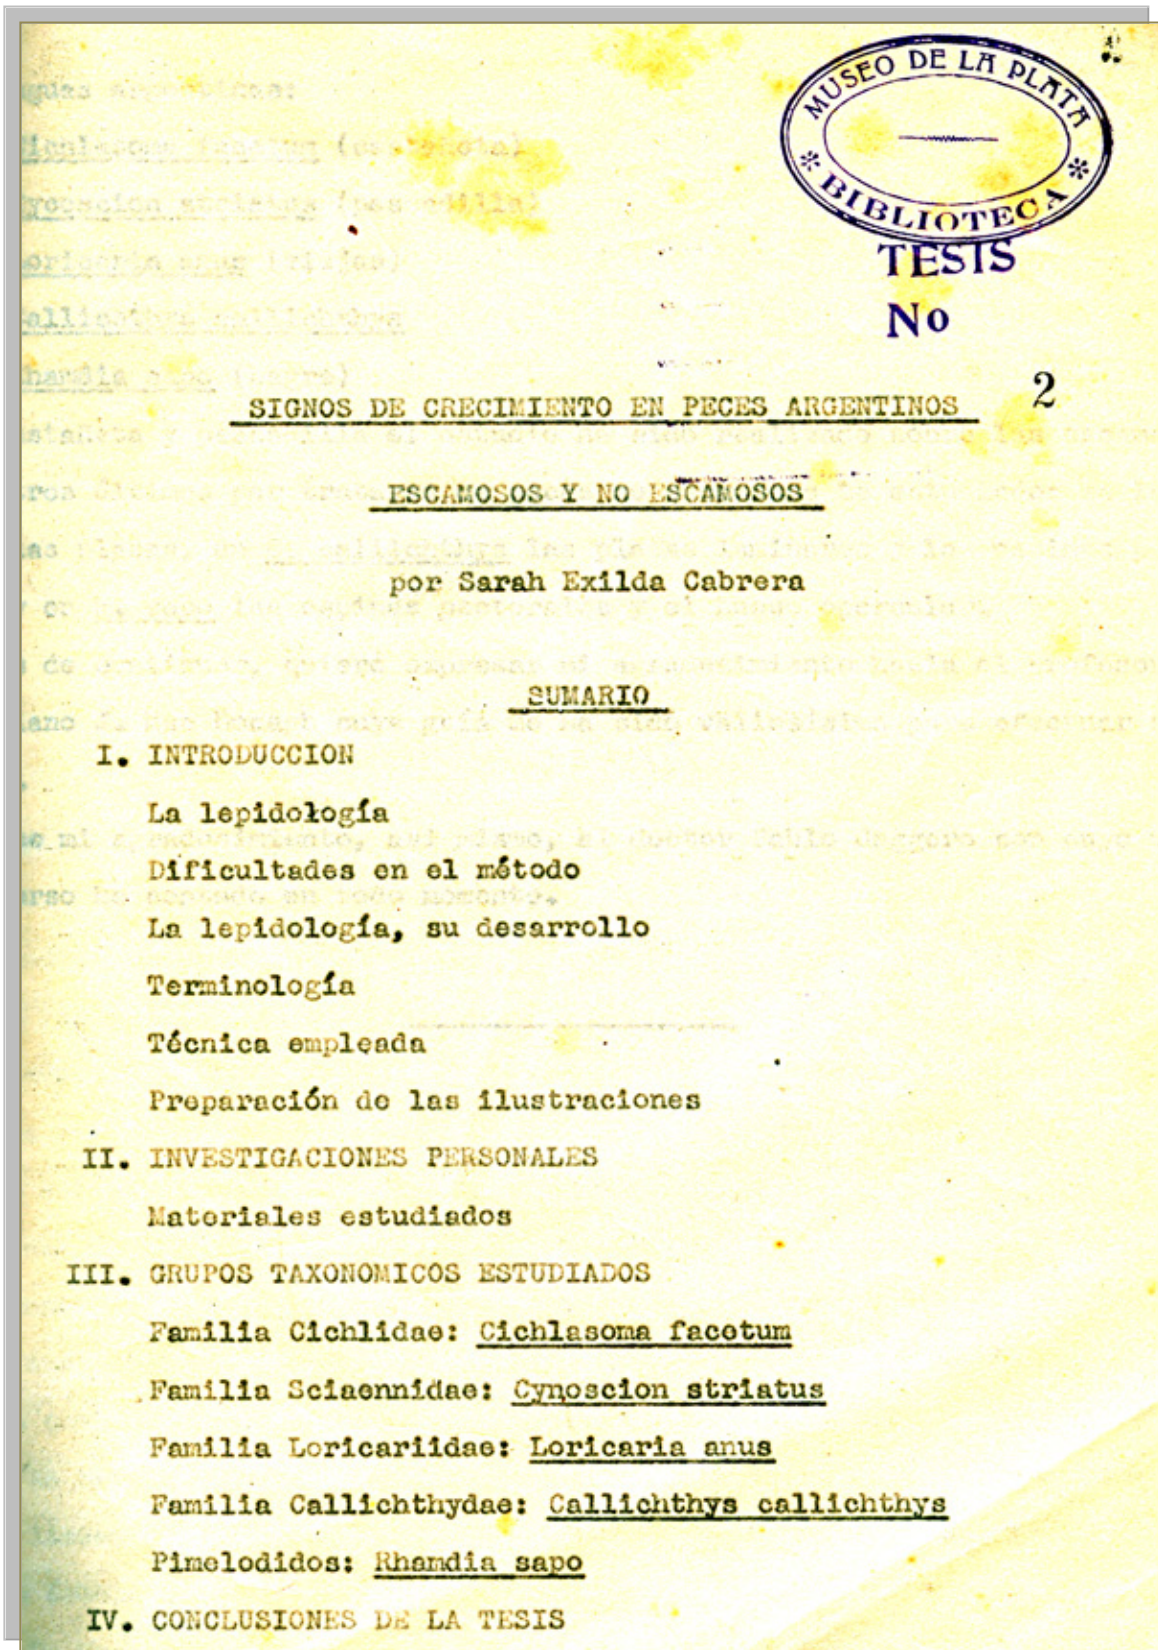 MUSEO DE LA PLATA
BIBLIOTECA
TESIS
No
2
SIGNOS DE CRECIMIENTO EN PECES ARGENTINOS
ESCAMOSOS Y NO ESCAMOSOS
por Sarah Exilda Cabrera
SUMARIO
I. INTRODUCCION
La lepidología
Dificultades en el método
La lepidología, su desarrollo
Terminología
Técnica empleada
Preparación de las ilustraciones
II. INVESTIGACIONES PERSONALES
Materiales estudiados
III. GRUPOS TAXONOMICOS ESTUDIADOS
Familia Cichlidae: Cichlasoma facetum
Familia Sciaennidae: Cynoscion striatus
Familia Loricariidae: Loricaria anus
Familia Callichthydae: Callichthys callichthys
Pimelodidos: Rhamdia sapo
IV. CONCLUSIONES DE LA TESIS